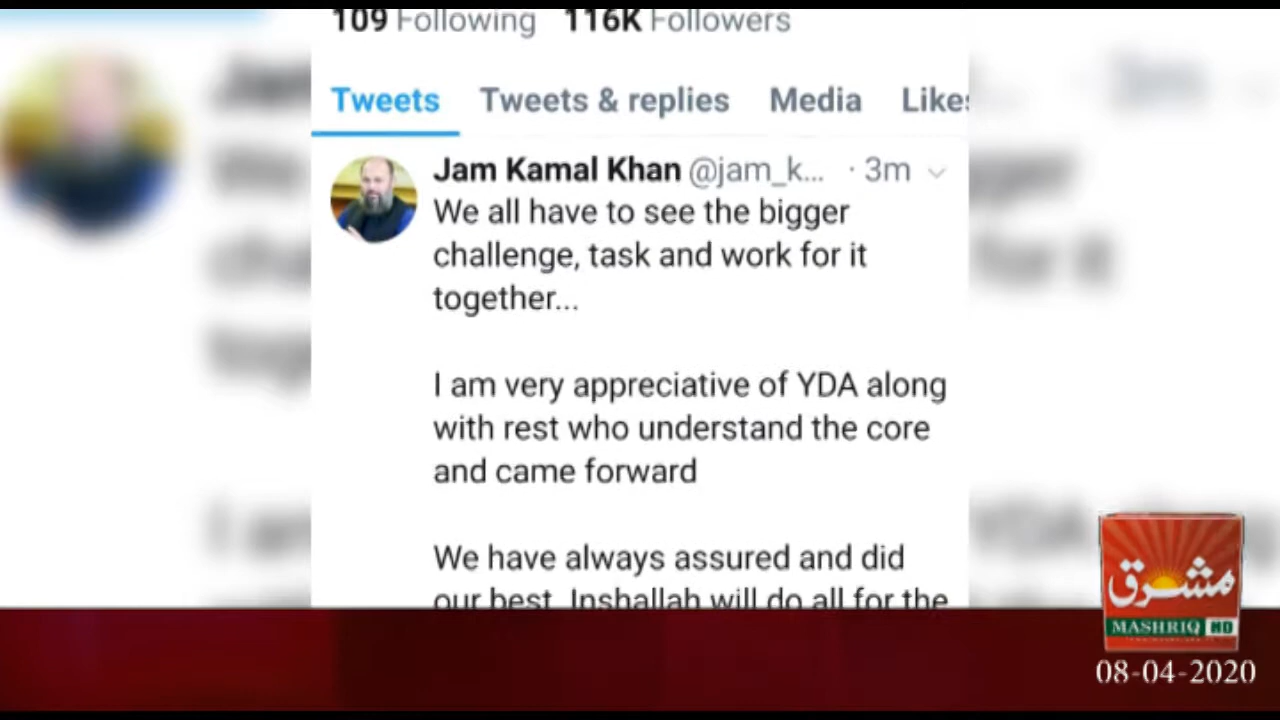 109 Following 116K Followers
Tweets Tweets & replies Media Likes
Jam Kamal Khan @jam_k... · 3m
We all have to see the bigger
challenge, task and work for it
together...
I am very appreciative of YDA along
with rest who understand the core
and came forward
We have always assured and did
our best. Inshallah will do all for the
مشرق
MASHRIQ HD
08-04-2020